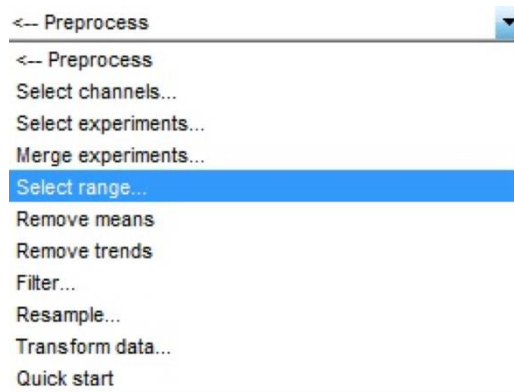 <-- Preprocess
<-- Preprocess
Select channels...
Select experiments...
Merge experiments...
Select range...
Remove means
Remove trends
Filter...
Resample...
Transform data...
Quick start